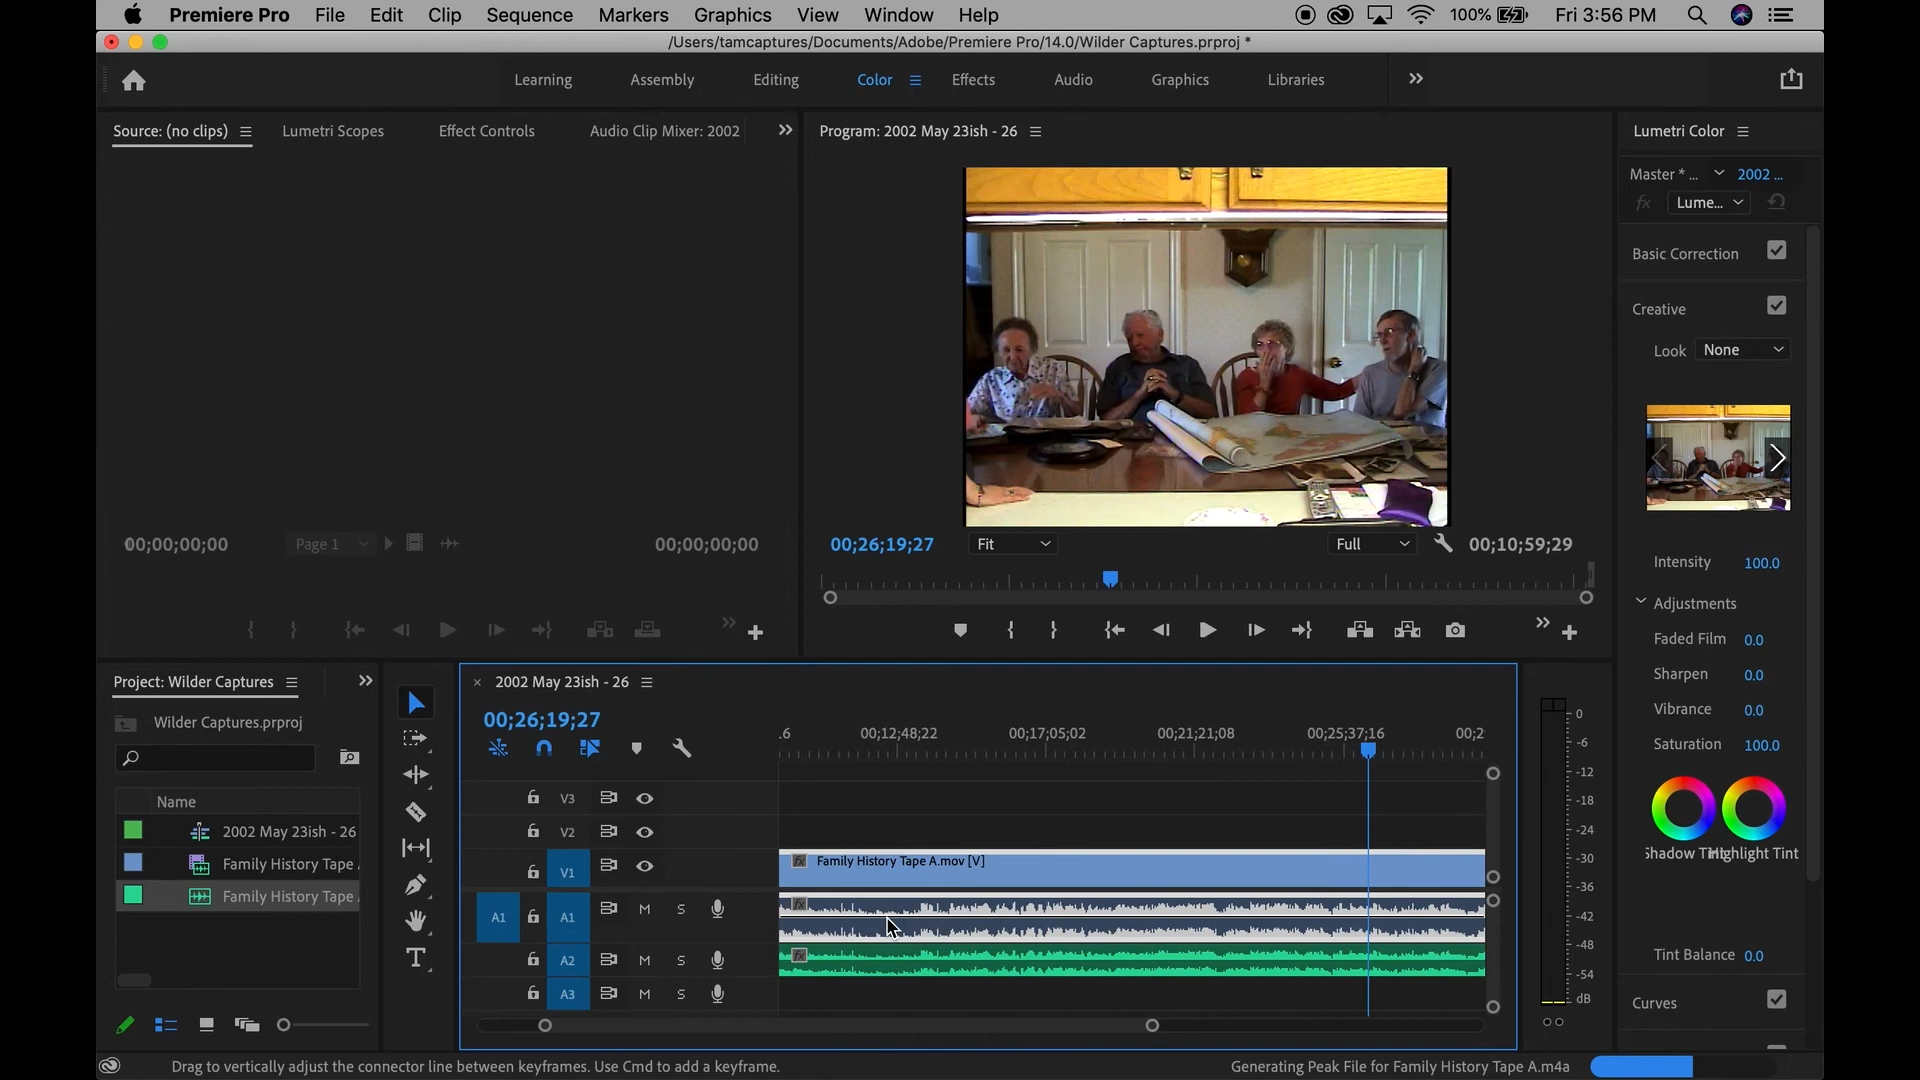 Premiere Pro File Edit Clip Sequence Markers Graphics View Window Help 100% Fri 3:56 PM
/Users/tamcaptures/Documents/Adobe/Premiere Pro/14.0/Wilder Captures.prproj *
Learning Assembly Editing Color Effects Audio Graphics Libraries
Source: (no clips) Lumetri Scopes Effect Controls Audio Clip Mixer: 2002
Program: 2002 May 23ish - 26
Lumetri Color
Master * ... 2002 ...
fx Lume...
Basic Correction
Creative
Look None
Intensity 100.0
Adjustments
Faded Film 0.0
Sharpen 0.0
Vibrance 0.0
Saturation 100.0
Tint Balance 0.0
Curves
00;00;00;00 Page 1 00;00;00;00
00;26;19;27 Fit Full 00;10;59;29
Project: Wilder Captures
Wilder Captures.prproj
Name
2002 May 23ish - 26
Family History Tape
Family History Tape
× 2002 May 23ish - 26
00;26;19;27
.6 00;12;48;22 00;17;05;02 00;21;21;08 00;25;37;16 00;2
V3
V2
V1 fx Family History Tape A.mov [V]
A1 A1 M S fx
A2 M S fx
A3 M S
0
-6
-12
-18
-24
-30
-36
-42
-48
-54
dB
Drag to vertically adjust the connector line between keyframes. Use Cmd to add a keyframe.
Generating Peak File for Family History Tape A.m4a